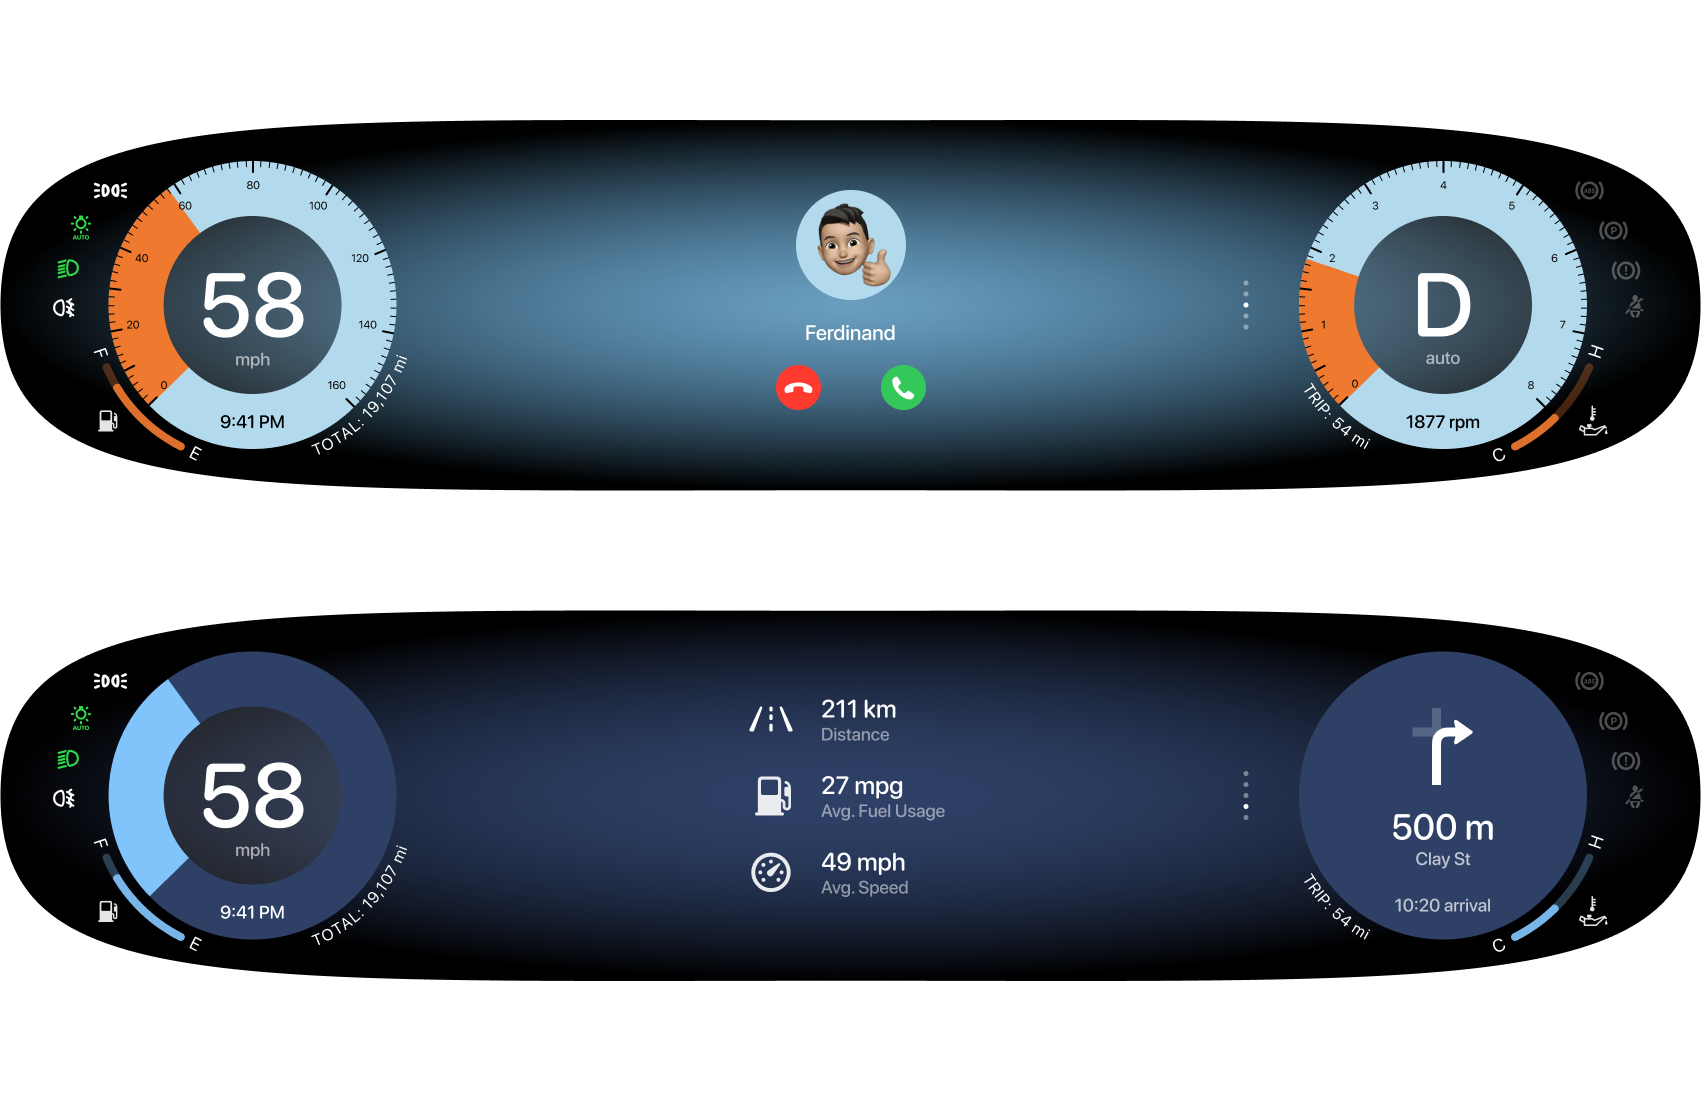 AUTO
F
E
0
20
40
60
80
100
120
140
160
58
mph
9:41 PM
TOTAL: 19,107 mi
Ferdinand
0
1
2
3
4
5
6
7
8
D
auto
1877 rpm
TRIP: 54 mi
ABS
P
H
C
AUTO
F
E
58
mph
9:41 PM
TOTAL: 19,107 mi
211 km
Distance
27 mpg
Avg. Fuel Usage
49 mph
Avg. Speed
500 m
Clay St
10:20 arrival
TRIP: 54 mi
ABS
P
H
C